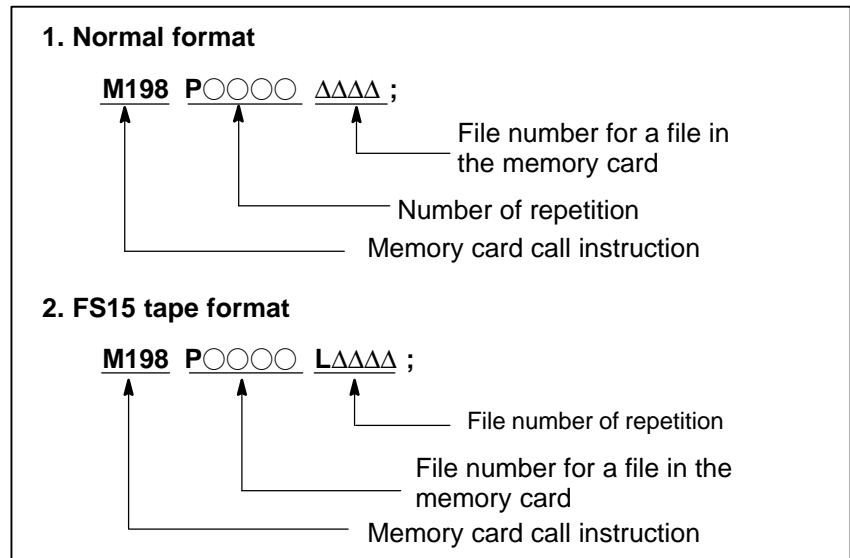 1. Normal format
M198 P○○○○ ΔΔΔΔ ;
File number for a file in
the memory card
Number of repetition
Memory card call instruction
2. FS15 tape format
M198 P○○○○ LΔΔΔΔ ;
File number of repetition
File number for a file in the
memory card
Memory card call instruction